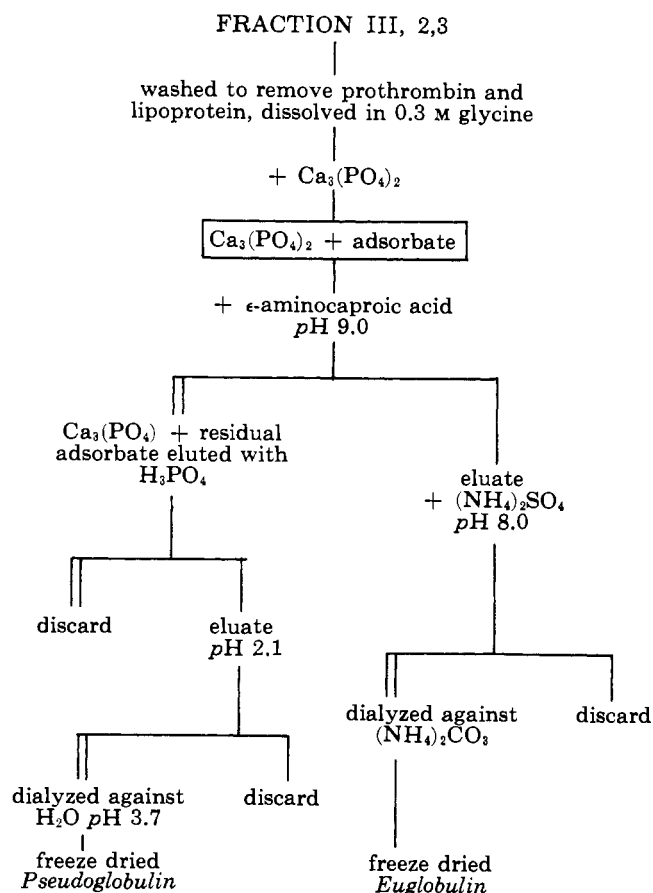 FRACTION III, 2,3
washed to remove prothrombin and
lipoprotein, dissolved in 0.3 M glycine
+ Ca₃(PO₄)₂
Ca₃(PO₄)₂ + adsorbate
+ ϵ-aminocaproic acid
pH 9.0
Ca₃(PO₄) + residual
adsorbate eluted with
H₃PO₄
eluate
+ (NH₄)₂SO₄
pH 8.0
discard
eluate
pH 2.1
dialyzed against
(NH₄)₂CO₃
discard
dialyzed against
H₂O pH 3.7
discard
freeze dried
Pseudoglobulin
freeze dried
Euglobulin